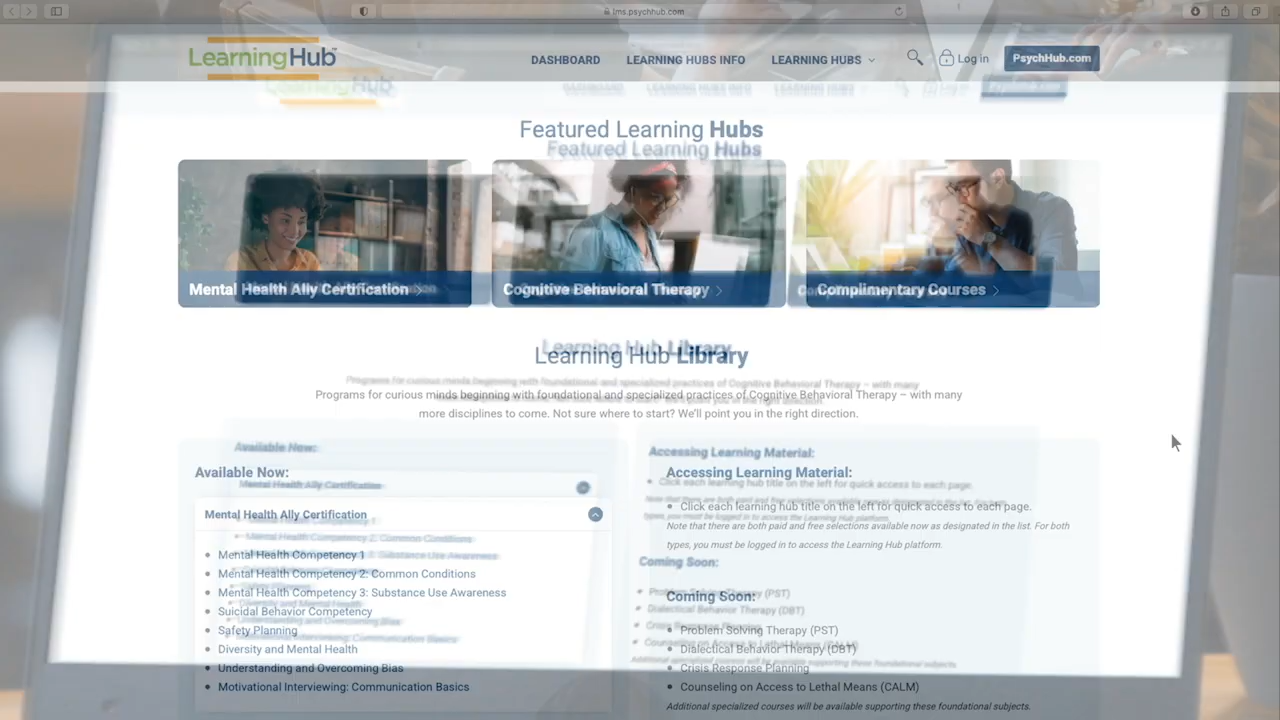 lms.psychhub.com
LearningHub™
DASHBOARD LEARNING HUBS INFO LEARNING HUBS Log in PsychHub.com
Featured Learning Hubs
Mental Health Ally Certification Cognitive Behavioral Therapy Complimentary Courses
Learning Hub Library
Programs for curious minds beginning with foundational and specialized practices of Cognitive Behavioral Therapy – with many
more disciplines to come. Not sure where to start? We'll point you in the right direction.
Available Now:
Mental Health Ally Certification
• Mental Health Competency 1
• Mental Health Competency 2: Common Conditions
• Mental Health Competency 3: Substance Use Awareness
• Suicidal Behavior Competency
• Safety Planning
• Diversity and Mental Health
• Understanding and Overcoming Bias
• Motivational Interviewing: Communication Basics
Accessing Learning Material:
• Click each learning hub title on the left for quick access to each page.
Note that there are both paid and free selections available now as designated in the list. For both
types, you must be logged in to access the Learning Hub platform.
Coming Soon:
• Problem Solving Therapy (PST)
• Dialectical Behavior Therapy (DBT)
• Crisis Response Planning
• Counseling on Access to Lethal Means (CALM)
Additional specialized courses will be available supporting these foundational subjects.